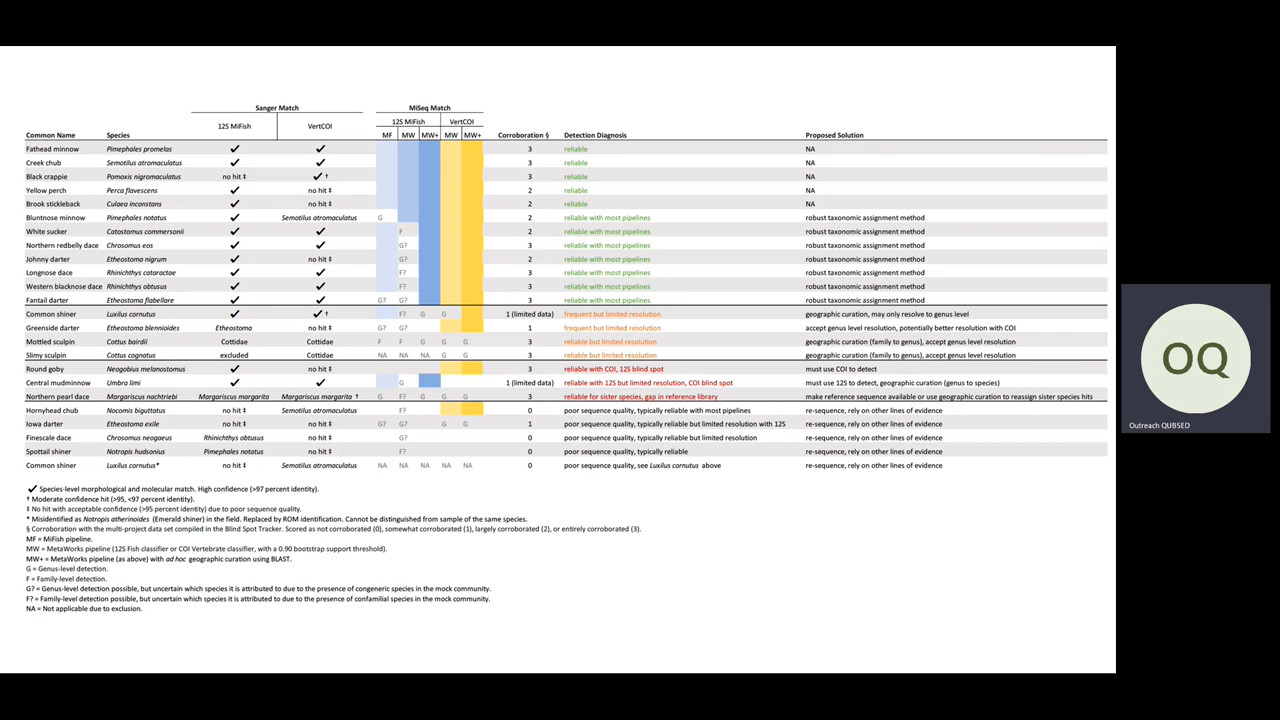 Sanger Match MiSeq Match
12S MiFish VertCOI
12S MiFish VertCOI
Common Name Species MF MW MW+ MW MW+ Corroboration § Detection Diagnosis Proposed Solution
Fathead minnow Pimephales promelas ✔ ✔ 3 reliable NA
Creek chub Semotilus atromaculatus ✔ ✔ 3 reliable NA
Black crappie Pomoxis nigromaculatus no hit ‡ ✔ † 3 reliable NA
Yellow perch Perca flavescens ✔ no hit ‡ 2 reliable NA
Brook stickleback Culaea inconstans ✔ no hit ‡ 2 reliable NA
Bluntnose minnow Pimephales notatus ✔ Semotilus atromaculatus G 2 reliable with most pipelines robust taxonomic assignment method
White sucker Catostomus commersonii ✔ ✔ F 2 reliable with most pipelines robust taxonomic assignment method
Northern redbelly dace Chrosomus eos ✔ ✔ G? 3 reliable with most pipelines robust taxonomic assignment method
Johnny darter Etheostoma nigrum ✔ no hit ‡ G? 2 reliable with most pipelines robust taxonomic assignment method
Longnose dace Rhinichthys cataractae ✔ ✔ F? 3 reliable with most pipelines robust taxonomic assignment method
Western blacknose dace Rhinichthys obtusus ✔ ✔ F? 3 reliable with most pipelines robust taxonomic assignment method
Fantail darter Etheostoma flabellare ✔ ✔ G? G? 3 reliable with most pipelines robust taxonomic assignment method
Common shiner Luxilus cornutus ✔ ✔ † F? G G 1 (limited data) frequent but limited resolution geographic curation, may only resolve to genus level
Greenside darter Etheostoma blennioides Etheostoma no hit ‡ G? G? 1 frequent but limited resolution accept genus level resolution, potentially better resolution with COI
Mottled sculpin Cottus bairdii Cottidae Cottidae F F G G G 3 reliable but limited resolution geographic curation (family to genus), accept genus level resolution
Slimy sculpin Cottus cognatus excluded Cottidae NA NA NA G G 3 reliable but limited resolution geographic curation (family to genus), accept genus level resolution
Round goby Neogobius melanostomus ✔ no hit ‡ 3 reliable with COI, 12S blind spot must use COI to detect
Central mudminnow Umbra limi ✔ ✔ G 1 (limited data) reliable with 12S but limited resolution, COI blind spot must use 12S to detect, geographic curation (genus to species)
Northern pearl dace Margariscus nachtriebi Margariscus margarita Margariscus margarita † G F? G G G 3 reliable for sister species, gap in reference library make reference sequence available or use geographic curation to reassign sister species hits
Hornyhead chub Nocomis biguttatus no hit ‡ Semotilus atromaculatus F? 0 poor sequence quality, typically reliable with most pipelines re-sequence, rely on other lines of evidence
Iowa darter Etheostoma exile no hit ‡ no hit ‡ G? G? G G G 1 poor sequence quality, typically reliable but limited resolution with 12S re-sequence, rely on other lines of evidence
Finescale dace Chrosomus neogaeus Rhinichthys obtusus no hit ‡ G? 0 poor sequence quality, typically reliable but limited resolution re-sequence, rely on other lines of evidence
Spottail shiner Notropis hudsonius Pimephales notatus no hit ‡ F? 0 poor sequence quality, typically reliable re-sequence, rely on other lines of evidence
Common shiner Luxilus cornutus* no hit ‡ Semotilus atromaculatus NA NA NA NA NA 0 poor sequence quality, see Luxilus cornutus above re-sequence, rely on other lines of evidence
✔ Species-level morphological and molecular match. High confidence (>97 percent identity).
† Moderate confidence hit (>95, <97 percent identity).
‡ No hit with acceptable confidence (>95 percent identity) due to poor sequence quality.
* Misidentified as Notropis atherinoides (Emerald shiner) in the field. Replaced by ROM identification. Cannot be distinguished from sample of the same species.
§ Corroboration with the multi-project data set compiled in the Blind Spot Tracker. Scored as not corroborated (0), somewhat corroborated (1), largely corroborated (2), or entirely corroborated (3).
MF = MiFish pipeline.
MW = MetaWorks pipeline (12S Fish classifier or COI Vertebrate classifier, with a 0.90 bootstrap support threshold).
MW+ = MetaWorks pipeline (as above) with ad hoc geographic curation using BLAST.
G = Genus-level detection.
F = Family-level detection.
G? = Genus-level detection possible, but uncertain which species it is attributed to due to the presence of congeneric species in the mock community.
F? = Family-level detection possible, but uncertain which species it is attributed to due to the presence of confamilial species in the mock community.
NA = Not applicable due to exclusion.
OQ
Outreach QUBSED